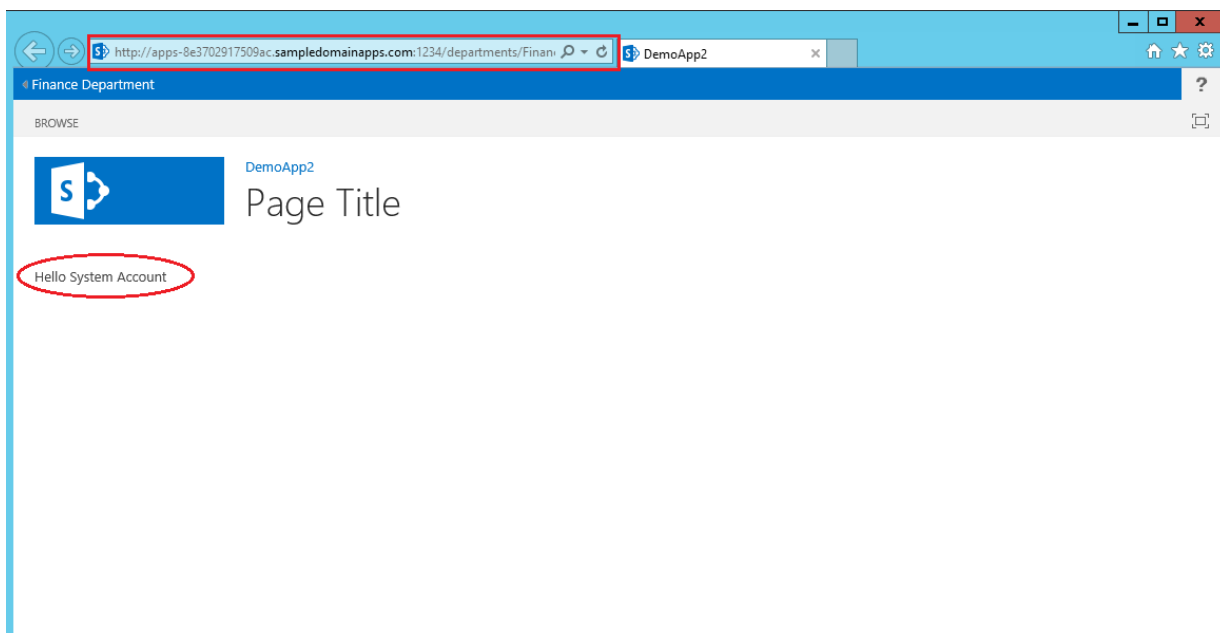 http://apps-8e3702917509ac.sampledomainapps.com:1234/departments/Finan
DemoApp2
Finance Department
?
BROWSE
S
DemoApp2
Page Title
Hello System Account